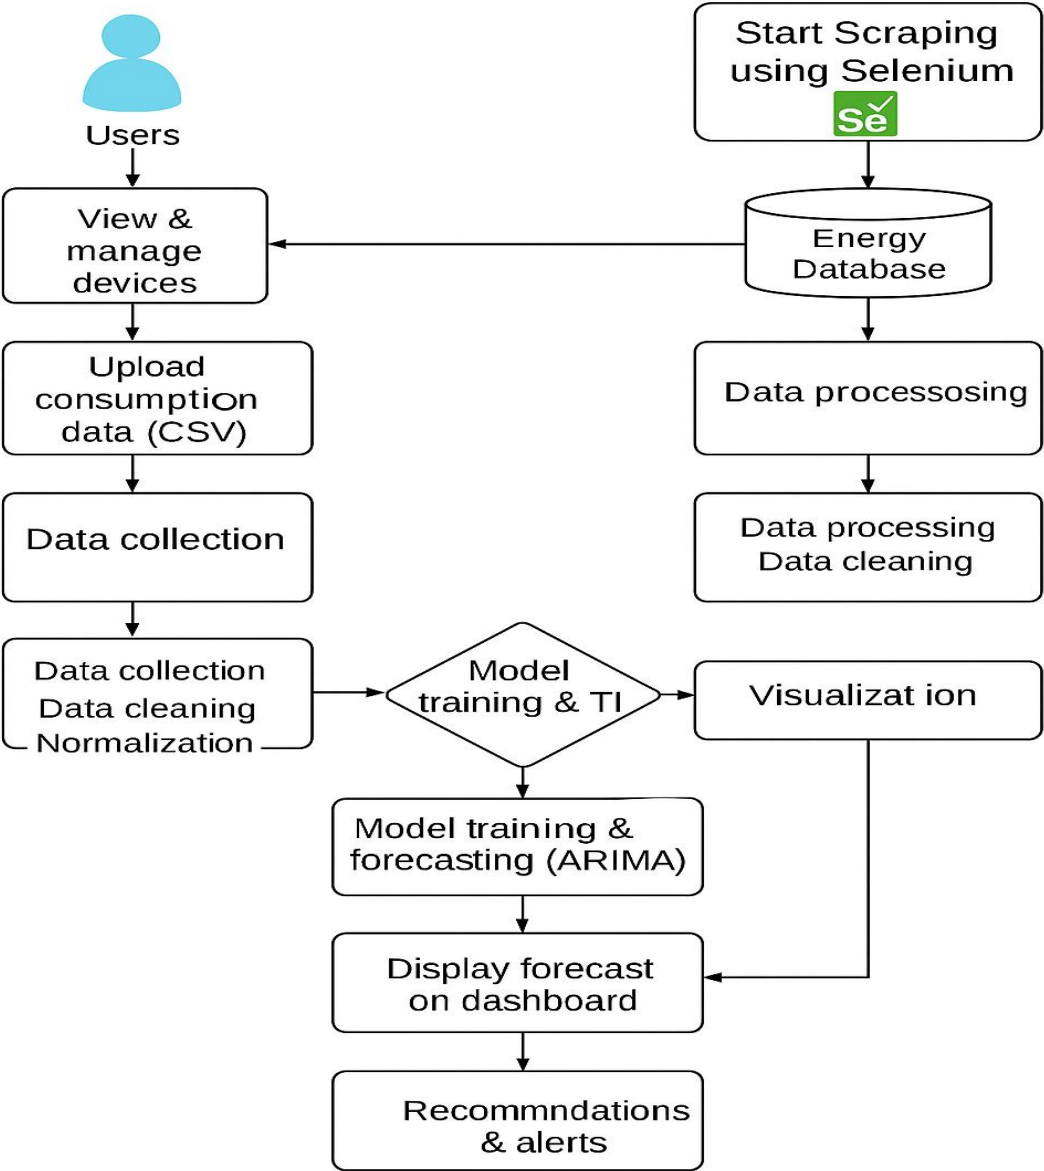 Users
Start Scraping
using Selenium
Se
View &
manage
devices
Energy
Database
Upload
consumption
data (CSV)
Data processosing
Data collection
Data processing
Data cleaning
Data collection
Data cleaning
Normalization
Model
training & TI
Visualizat ion
Model training &
forecasting (ARIMA)
Display forecast
on dashboard
Recommndations
& alerts